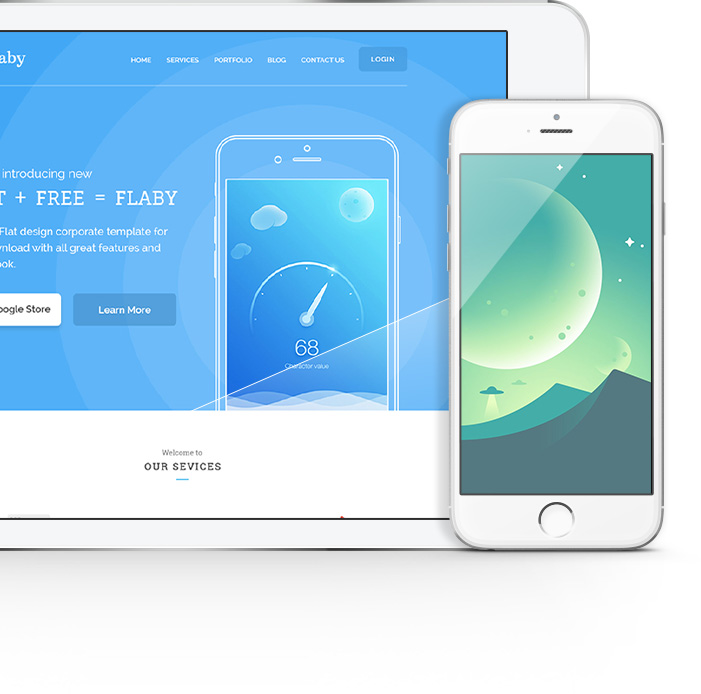 aby
HOME SERVICES PORTFOLIO BLOG CONTACT US LOGIN
introducing new
T + FREE = FLABY
Flat design corporate template for
nload with all great features and
ook.
oogle Store
Learn More
68
Character value
Welcome to
OUR SEVICES